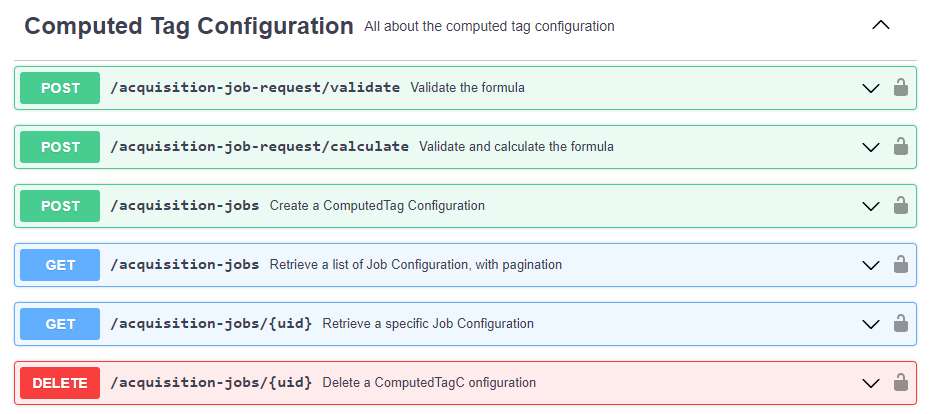 Computed Tag Configuration All about the computed tag configuration
POST /acquisition-job-request/validate Validate the formula
POST /acquisition-job-request/calculate Validate and calculate the formula
POST /acquisition-jobs Create a ComputedTag Configuration
GET /acquisition-jobs Retrieve a list of Job Configuration, with pagination
GET /acquisition-jobs/{uid} Retrieve a specific Job Configuration
DELETE /acquisition-jobs/{uid} Delete a ComputedTagC onfiguration